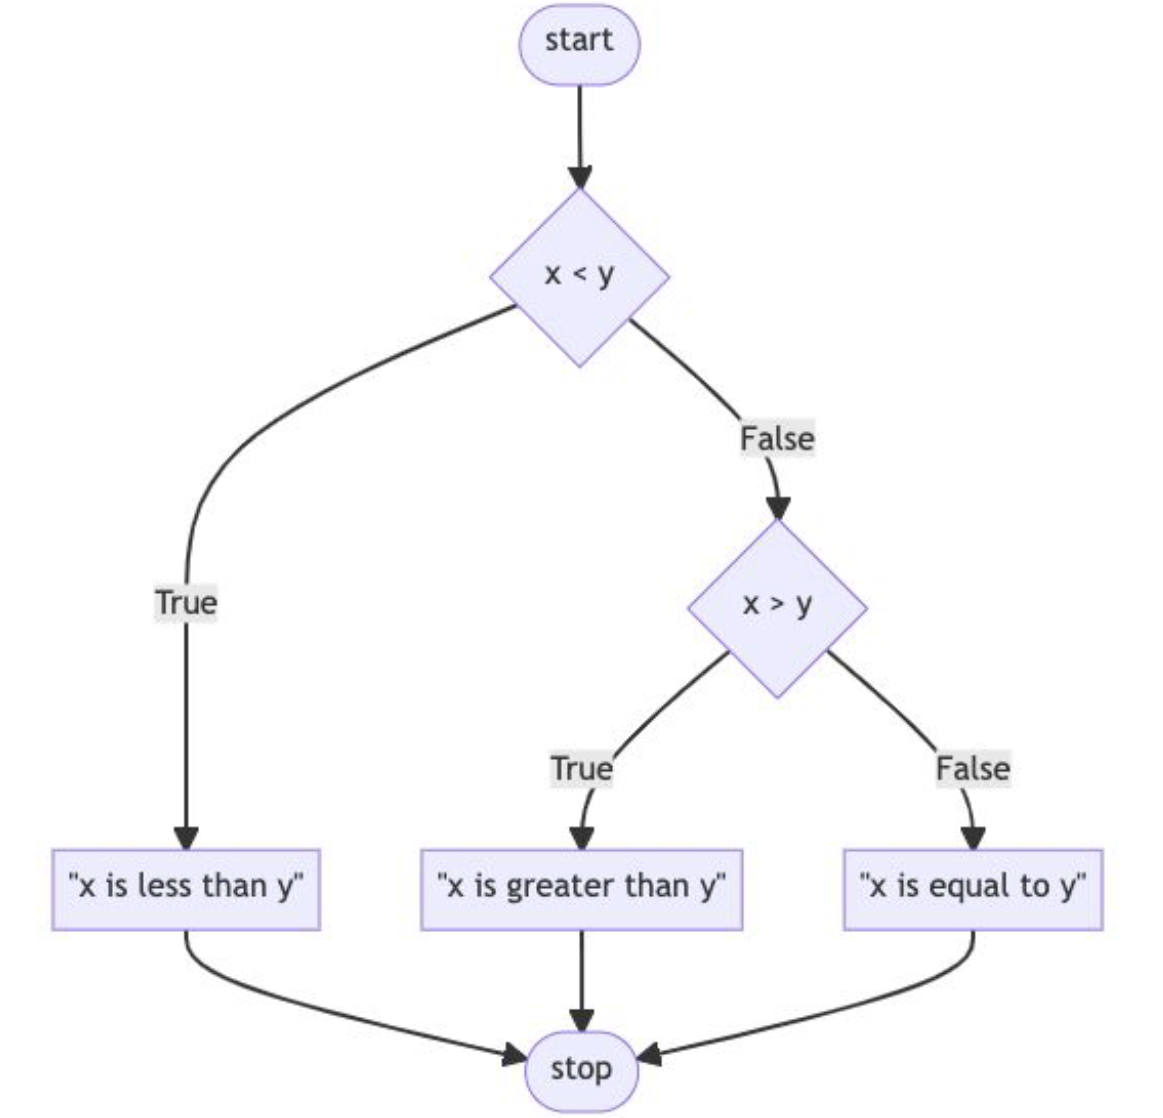 start
x < y
False
True
x > y
True
False
"x is less than y"
"x is greater than y"
"x is equal to y"
stop